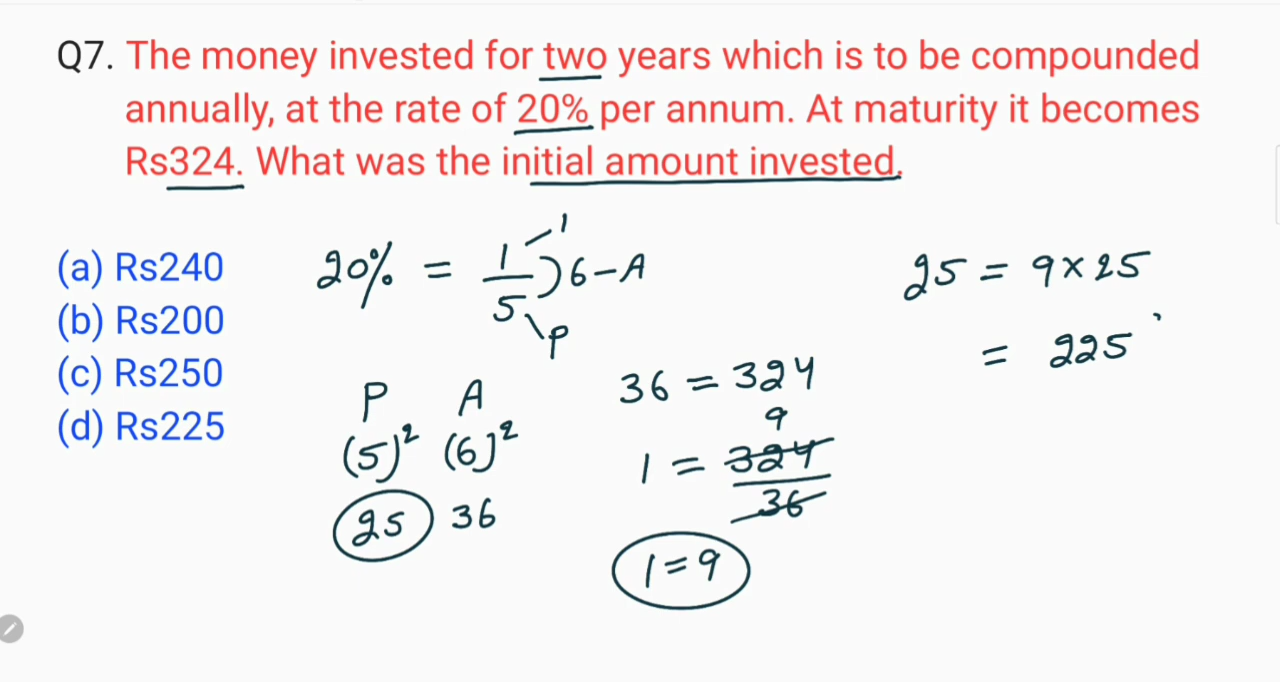 Q7. The money invested for two years which is to be compounded
annually, at the rate of 20% per annum. At maturity it becomes
Rs324. What was the initial amount invested.
(a) Rs240
(b) Rs200
(c) Rs250
(d) Rs225
20% = 1/5 ) 6-A
1
P
P A
(5)² (6)²
25 36
36 = 324
9
1 = 324/36
1=9
25 = 9×25
= 225